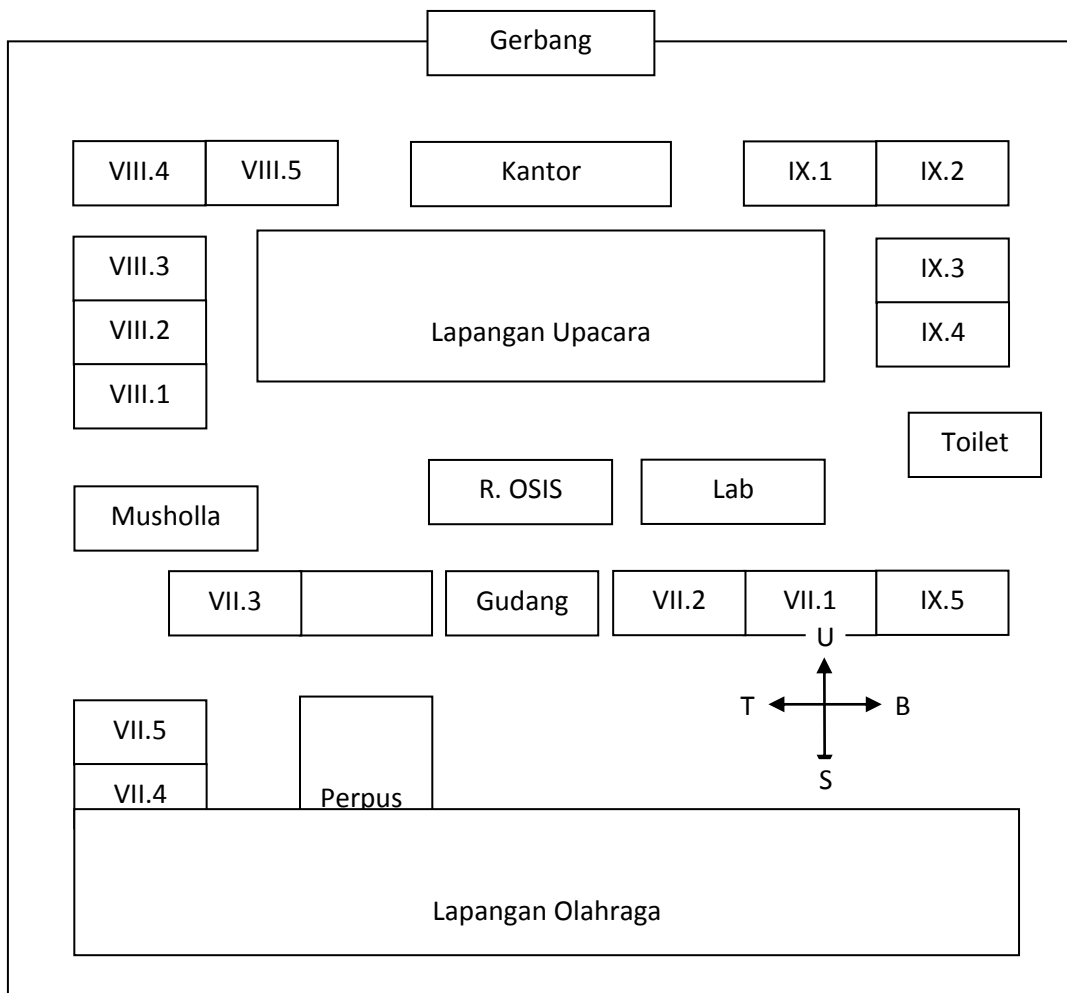 Gerbang
VIII.4 VIII.5 Kantor IX.1 IX.2
VIII.3 IX.3
Lapangan Upacara
VIII.2 IX.4
VIII.1
Toilet
R. OSIS Lab
Musholla
VII.3 Gudang VII.2 VII.1 IX.5
U
T B
VII.5
S
VII.4 Perpus
Lapangan Olahraga